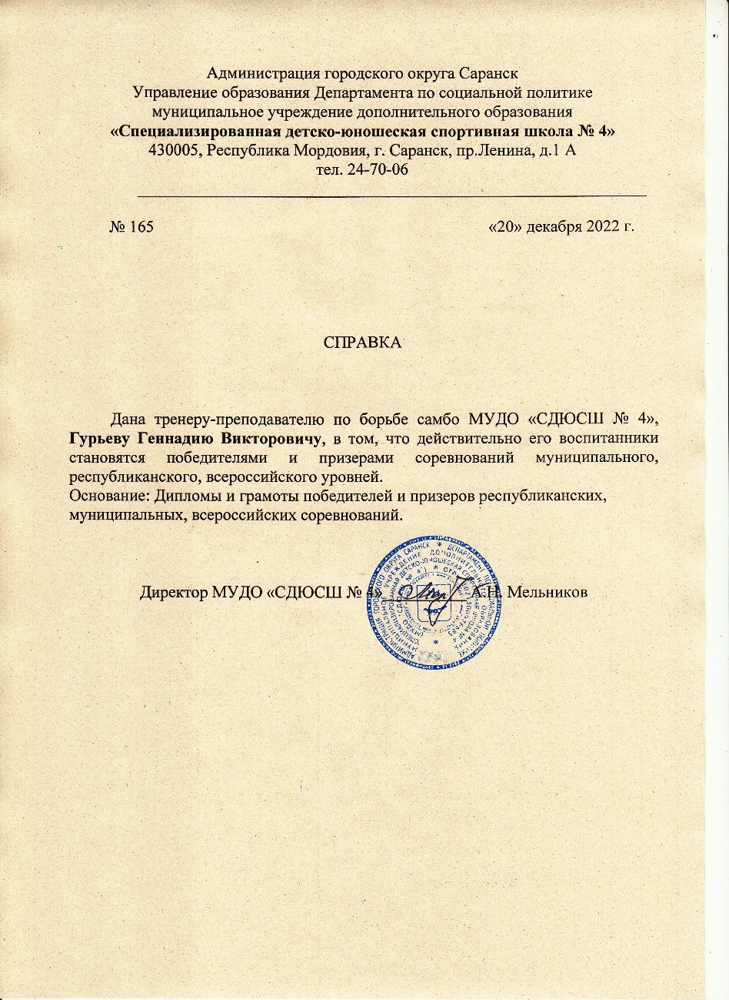 Администрация городского округа Саранск
Управление образования Департамента по социальной политике
муниципальное учреждение дополнительного образования
«Специализированная детско-юношеская спортивная школа № 4»
430005, Республика Мордовия, г. Саранск, пр.Ленина, д.1 А
тел. 24-70-06
№ 165 «20» декабря 2022 г.
СПРАВКА
Дана тренеру-преподавателю по борьбе самбо МУДО «СДЮСШ № 4»,
Гурьеву Геннадию Викторовичу, в том, что действительно его воспитанники
становятся победителями и призерами соревнований муниципального,
республиканского, всероссийского уровней.
Основание: Дипломы и грамоты победителей и призеров республиканских,
муниципальных, всероссийских соревнований.
Директор МУДО «СДЮСШ № 4» А.Н. Мельников